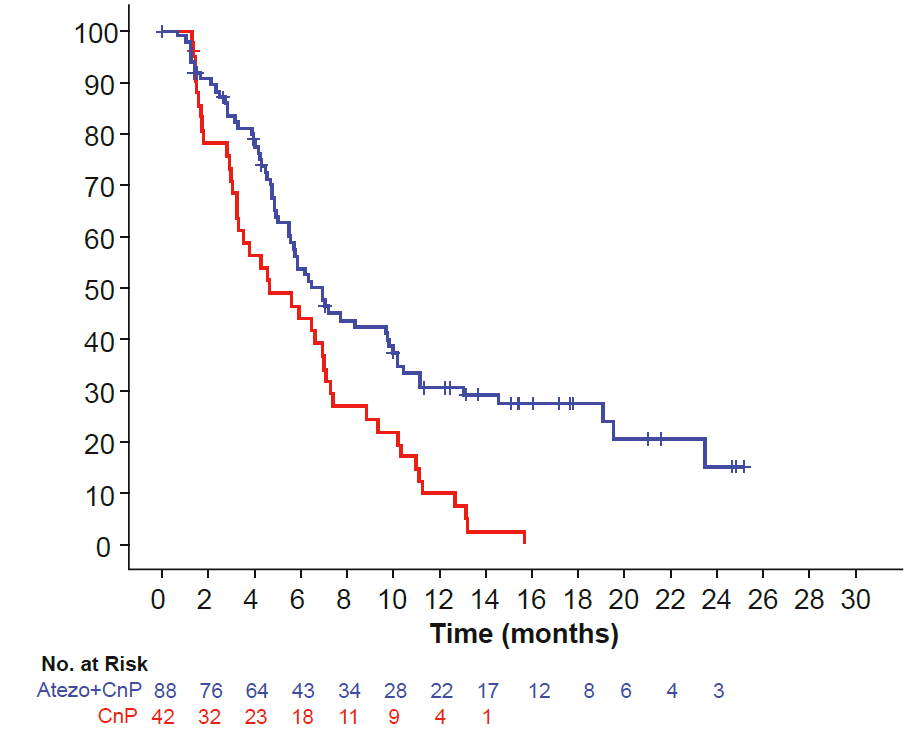 100
90
80
70
60
50
40
30
20
10
0
0 2 4 6 8 10 12 14 16 18 20 22 24 26 28 30
Time (months)
No. at Risk
Atezo+CnP 88 76 64 43 34 28 22 17 12 8 6 4 3
CnP 42 32 23 18 11 9 4 1